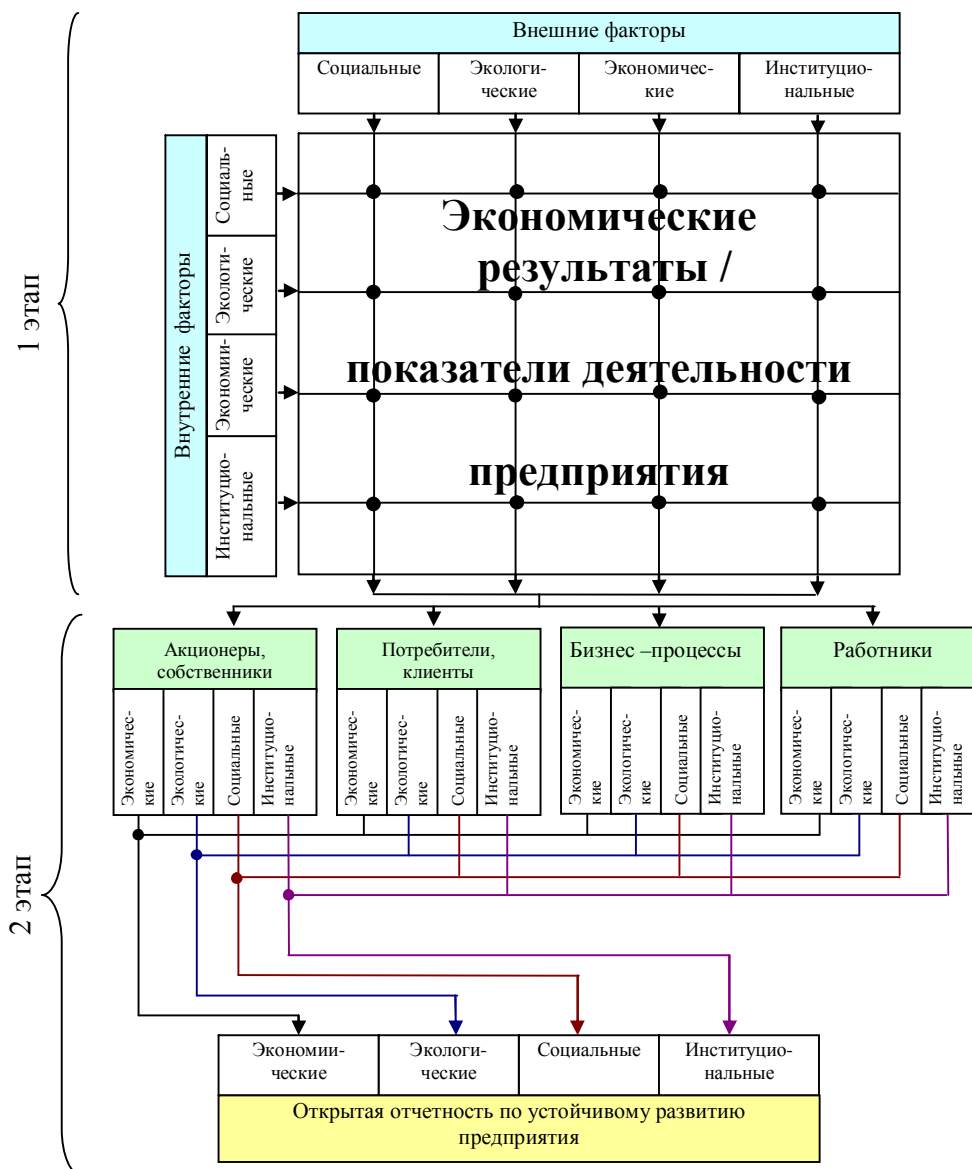 Внешние факторы
Социальные
Экологи-
ческие
Экономичес-
кие
Институцио-
нальные
1 этап
Внутренние факторы
Социаль-
ные
Экологи-
ческие
Экономии-
ческие
Институцио-
нальные
Экономические
результаты /
показатели деятельности
предприятия
2 этап
Акционеры,
собственники
Потребители,
клиенты
Бизнес –процессы
Работники
Экономичес-
кие
Экологичес-
кие
Социальные
Институцио-
нальные
Экономичес-
кие
Экологичес-
кие
Социальные
Институцио-
нальные
Экономичес-
кие
Экологичес-
кие
Социальные
Институцио-
нальные
Экономичес-
кие
Экологичес-
кие
Социальные
Институцио-
нальные
Экономии-
ческие
Экологи-
ческие
Социальные
Институцио-
нальные
Открытая отчетность по устойчивому развитию
предприятия